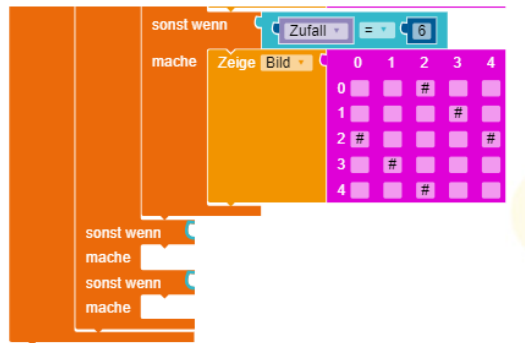 sonst wenn Zufall = 6
mache Zeige Bild 0 1 2 3 4
0 #
1 #
2 # #
3 #
4 #
sonst wenn
mache
sonst wenn
mache